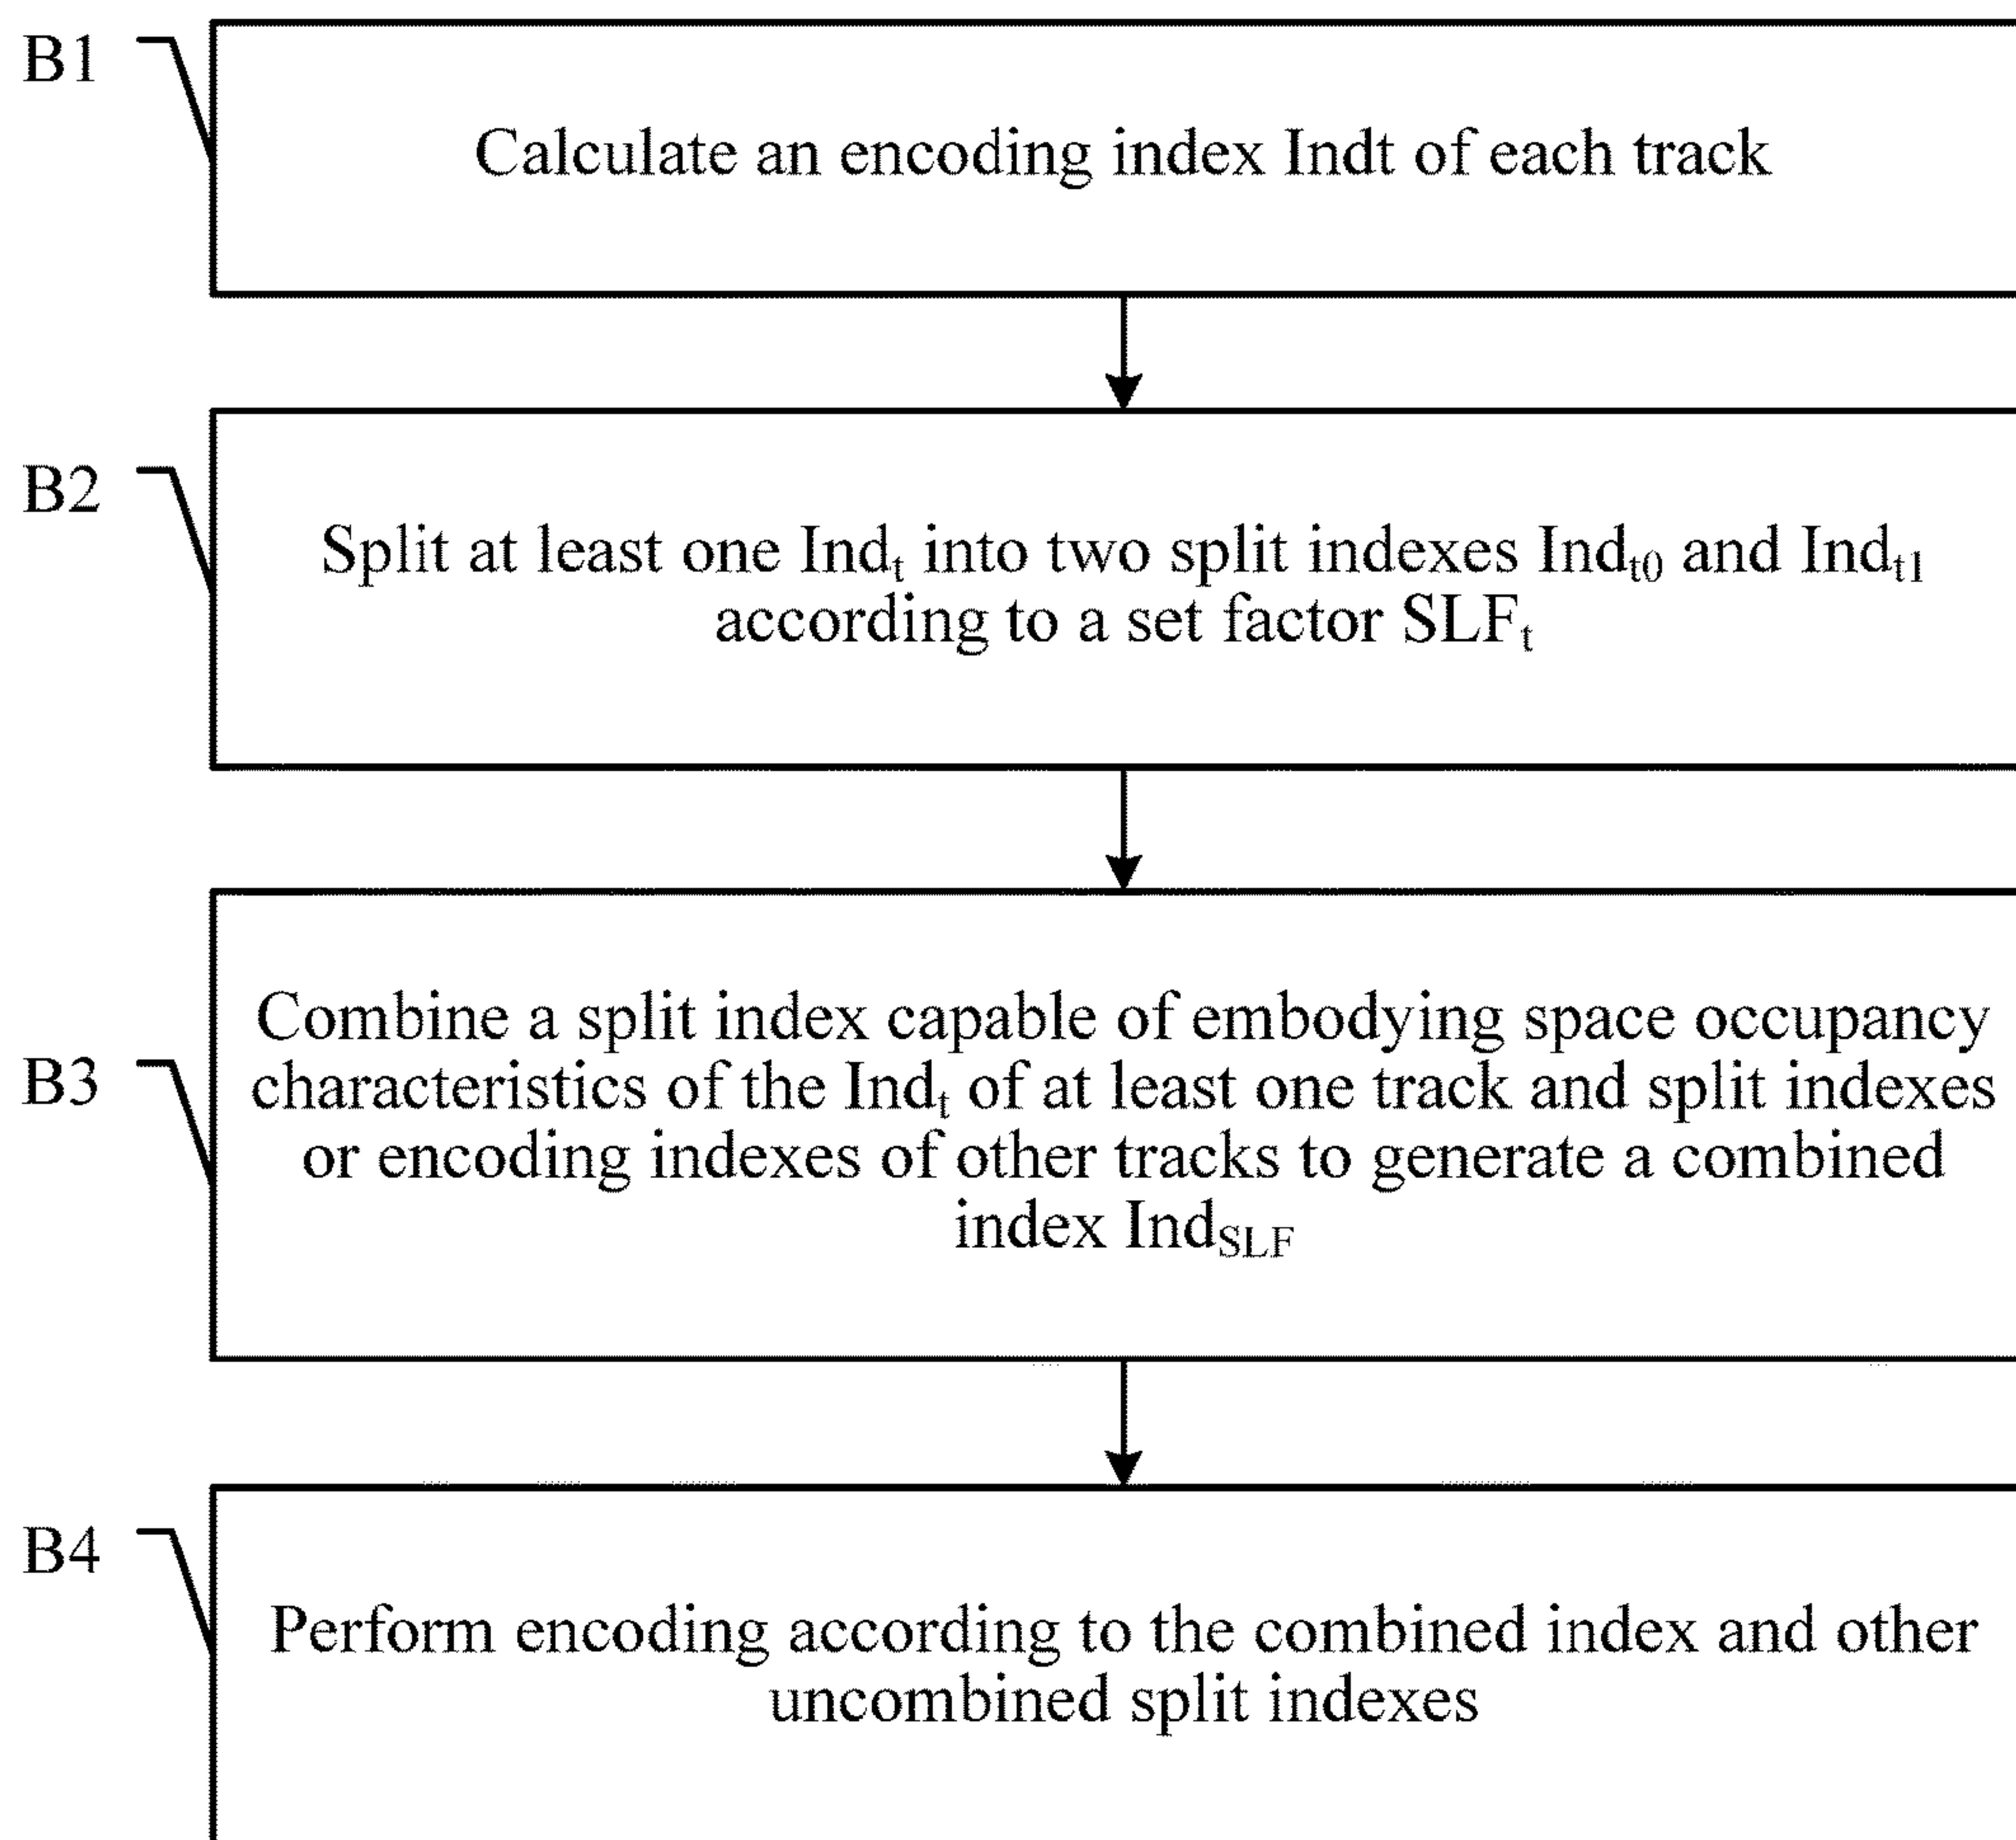 B1
Calculate an encoding index Indt of each track
B2
Split at least one Indt into two split indexes Indt0 and Indt1
according to a set factor SLFt
B3
Combine a split index capable of embodying space occupancy
characteristics of the Indt of at least one track and split indexes
or encoding indexes of other tracks to generate a combined
index IndSLF
B4
Perform encoding according to the combined index and other
uncombined split indexes